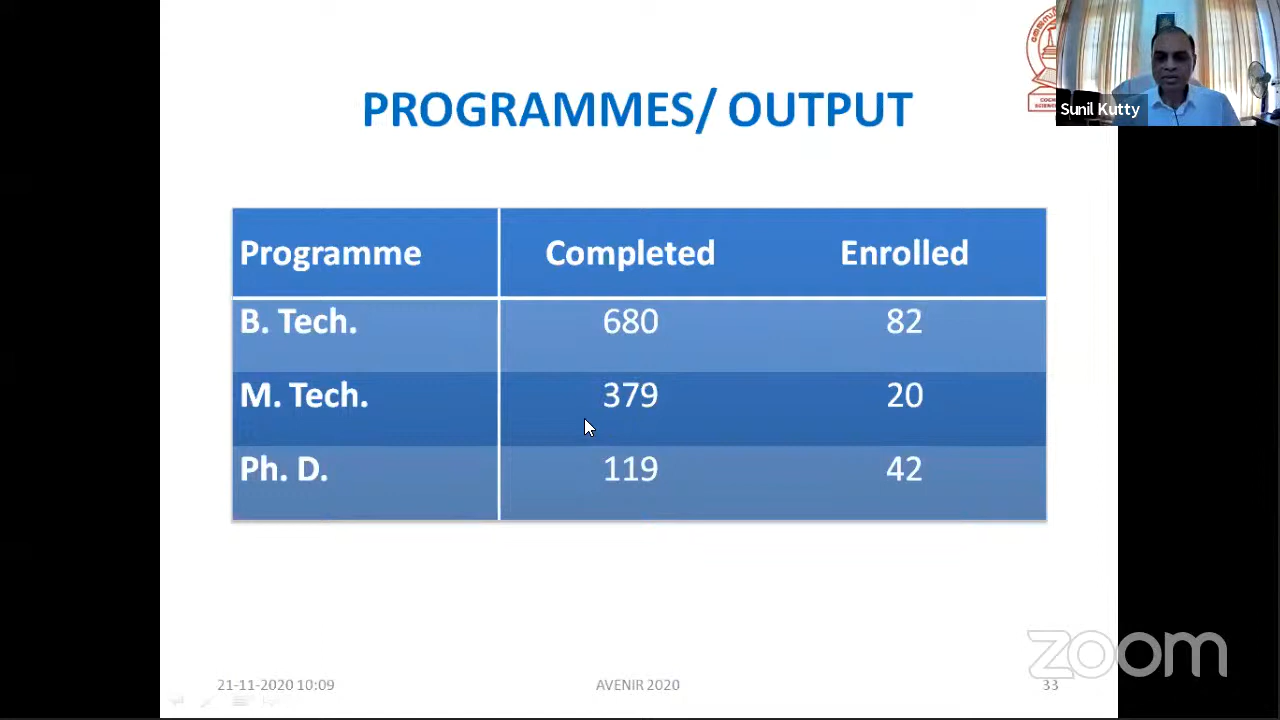 PROGRAMMES/ OUTPUT
Sunil Kutty
Programme Completed Enrolled
B. Tech. 680 82
M. Tech. 379 20
Ph. D. 119 42
zoom
21-11-2020 10:09 AVENIR 2020 33